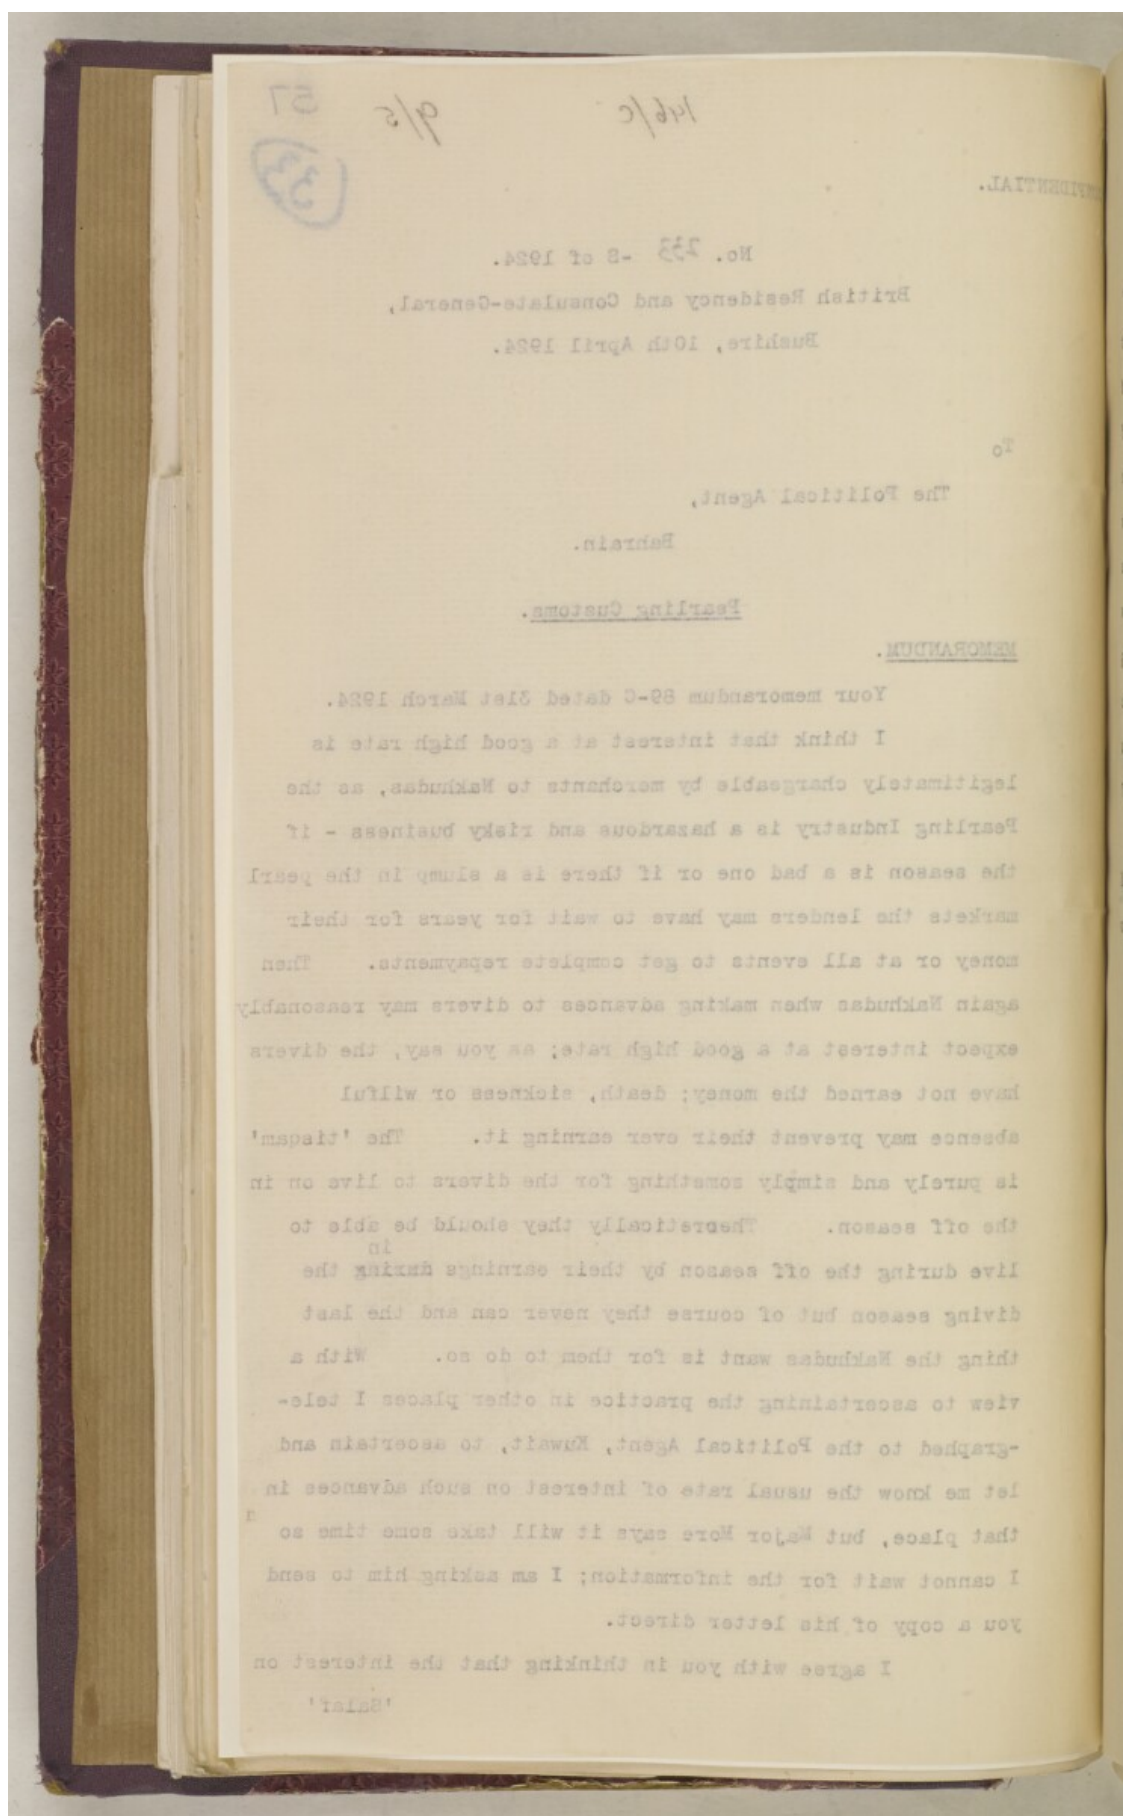 57
146/C 9/5
33
CONFIDENTIAL.
No. 233 -S of 1924.
British Residency and Consulate-General,
Bushire, 10th April 1924.
To
The Political Agent,
Bahrain.
Pearling Customs.
MEMORANDUM.
Your memorandum 89-C dated 31st March 1924.
I think that interest at a good high rate is
legitimately chargeable by merchants to Nakhudas, as the
Pearling Industry is a hazardous and risky business - if
the season is a bad one or if there is a slump in the pearl
markets the lenders may have to wait for years for their
money or at all events to get complete repayments. Then
again Nakhudas when making advances to divers may reasonably
expect interest at a good high rate; as you say, the divers
have not earned the money; death, sickness or wilful
absence may prevent their ever earning it. The 'tisqam'
is purely and simply something for the divers to live on in
the off season. Theoretically they should be able to
in
live during the off season by their earnings during the
diving season but of course they never can and the last
thing the Nakhudas want is for them to do so. With a
view to ascertaining the practice in other places I tele-
-graphed to the Political Agent, Kuwait, to ascertain and
let me know the usual rate of interest on such advances in
that place, but Major More says it will take some time so
I cannot wait for the information; I am asking him to send
you a copy of his letter direct.
I agree with you in thinking that the interest on
'Salaf'